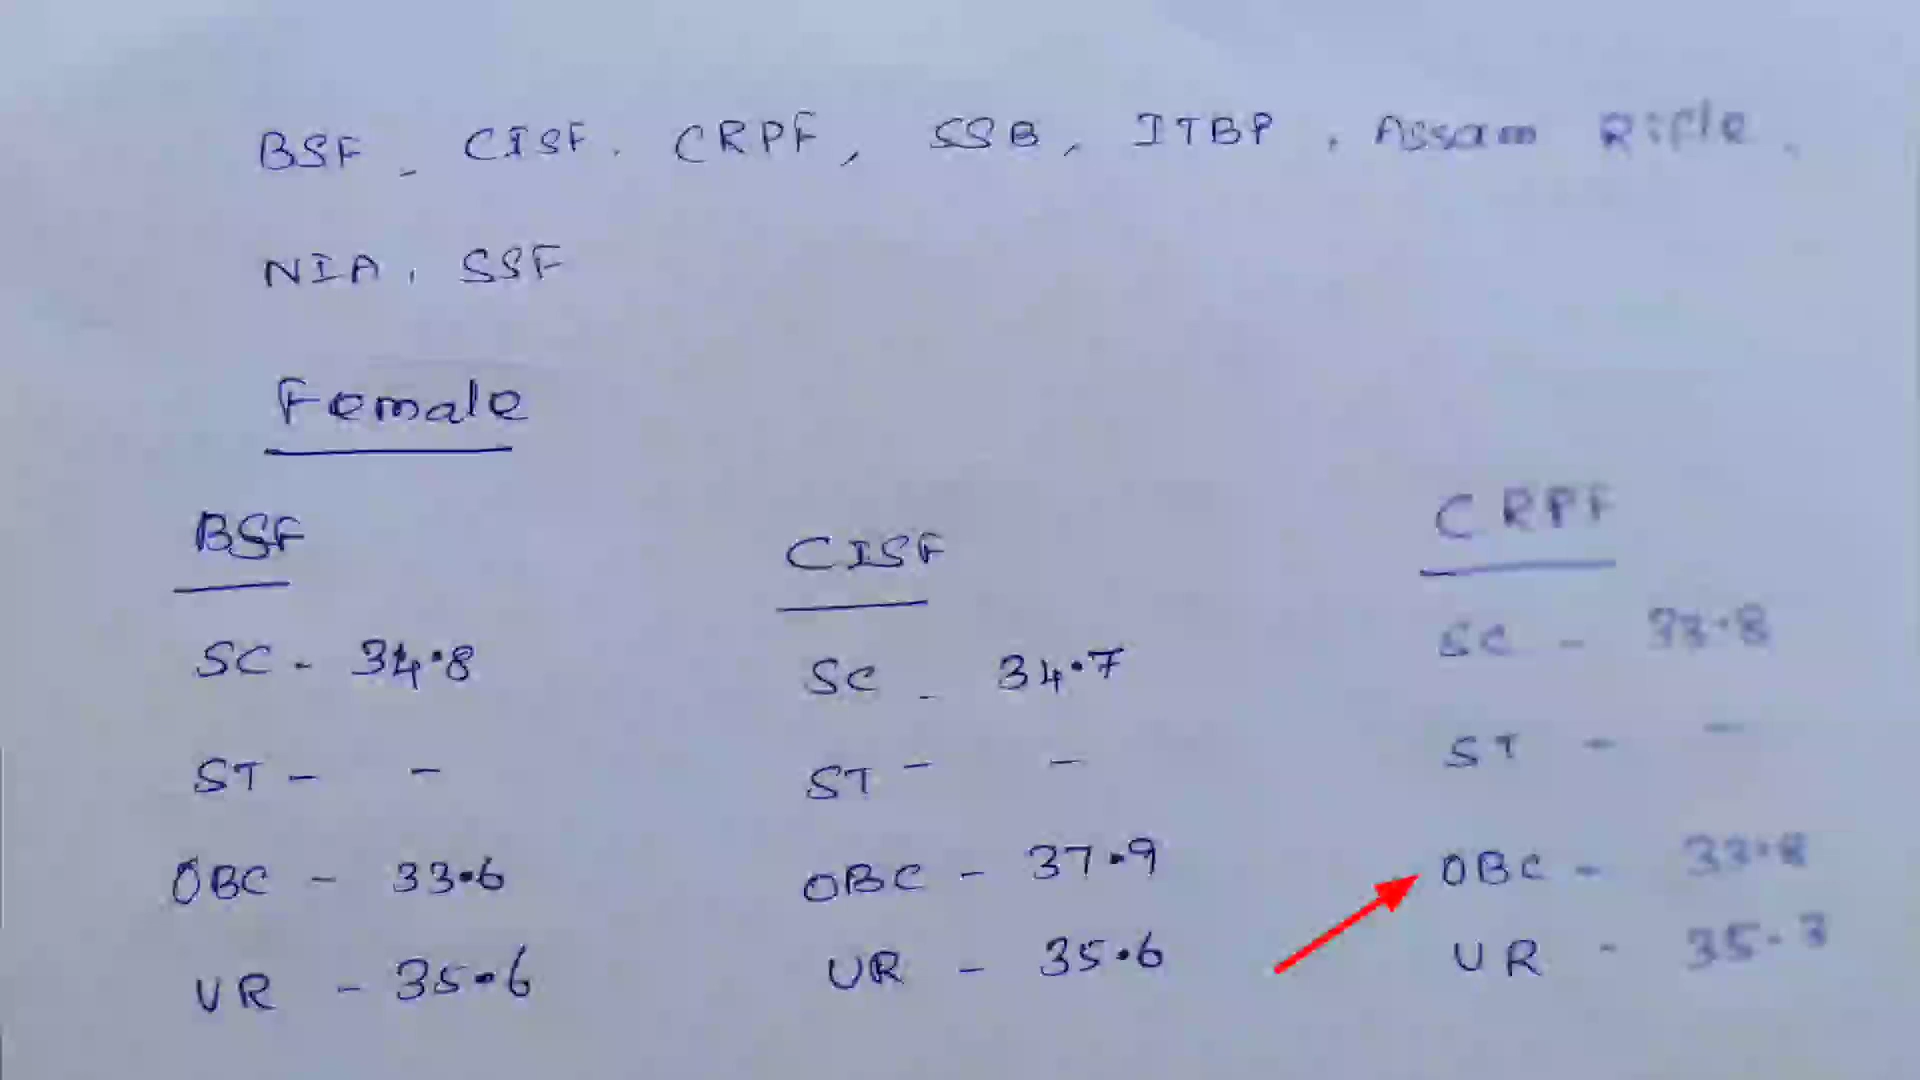 BSF - CISF. CRPF, SSB, ITBP, Assam Rifle.
NIA, SSF
Female
BSF
SC - 34.8
ST - -
OBC - 33.6
UR - 35.6
CISF
SC - 34.7
ST - -
OBC - 37.9
UR - 35.6
CRPF
SC - 33.8
ST - -
OBC - 33.8
UR - 35.3